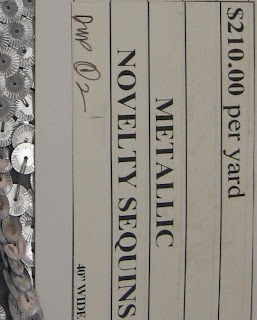 $210.00 per yard
METALLIC
NOVELTY SEQUINS
40" WIDE